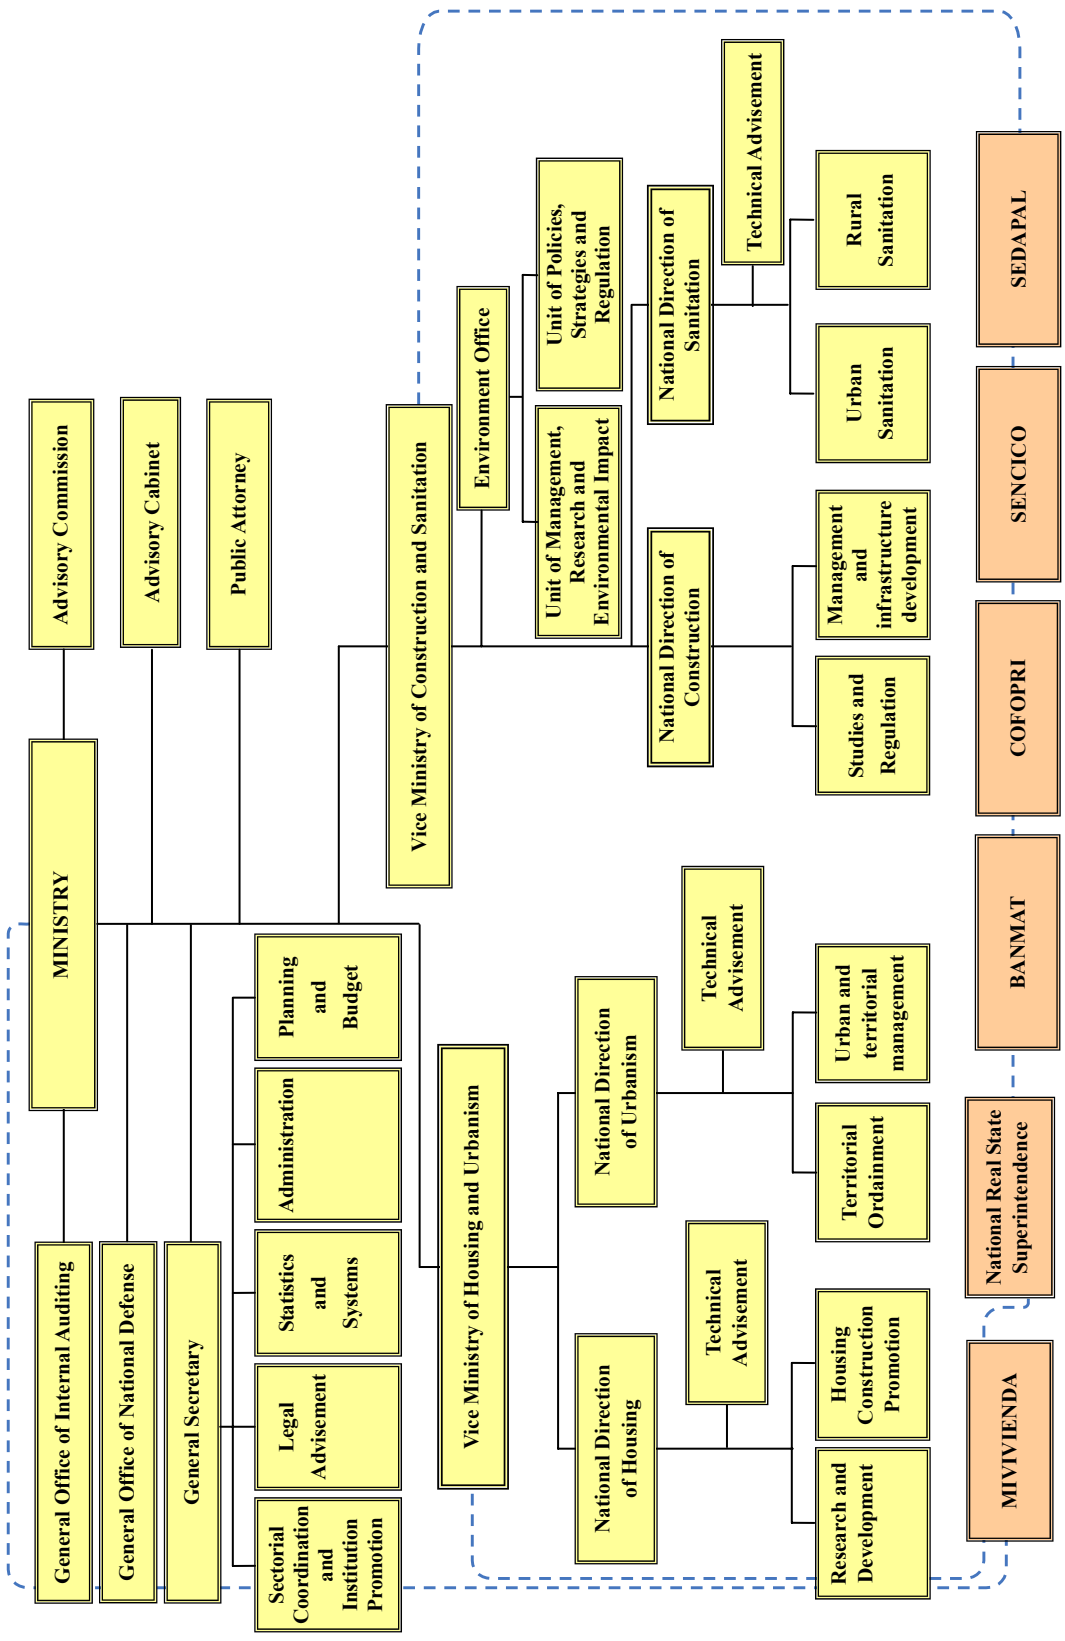 MINISTRY
General Office of Internal Auditing
Advisory Commission
General Office of National Defense
Advisory Cabinet
General Secretary
Public Attorney
Sectorial
Coordination
and
Institution
Promotion
Legal
Advisement
Statistics
and
Systems
Administration
Planning
and
Budget
Vice Ministry of Housing and Urbanism
Vice Ministry of Construction and Sanitation
Environment Office
Unit of Management,
Research and
Environmental Impact
Unit of Policies,
Strategies and
Regulation
National Direction
of Housing
National Direction
of Urbanism
National Direction of
Construction
National Direction of
Sanitation
Technical
Advisement
Technical
Advisement
Technical Advisement
Research and
Development
Housing
Construction
Promotion
Territorial
Ordainment
Urban and
territorial
management
Studies and
Regulation
Management
and
infrastructure
development
Urban
Sanitation
Rural
Sanitation
MIVIVIENDA
National Real State
Superintendence
BANMAT
COFOPRI
SENCICO
SEDAPAL